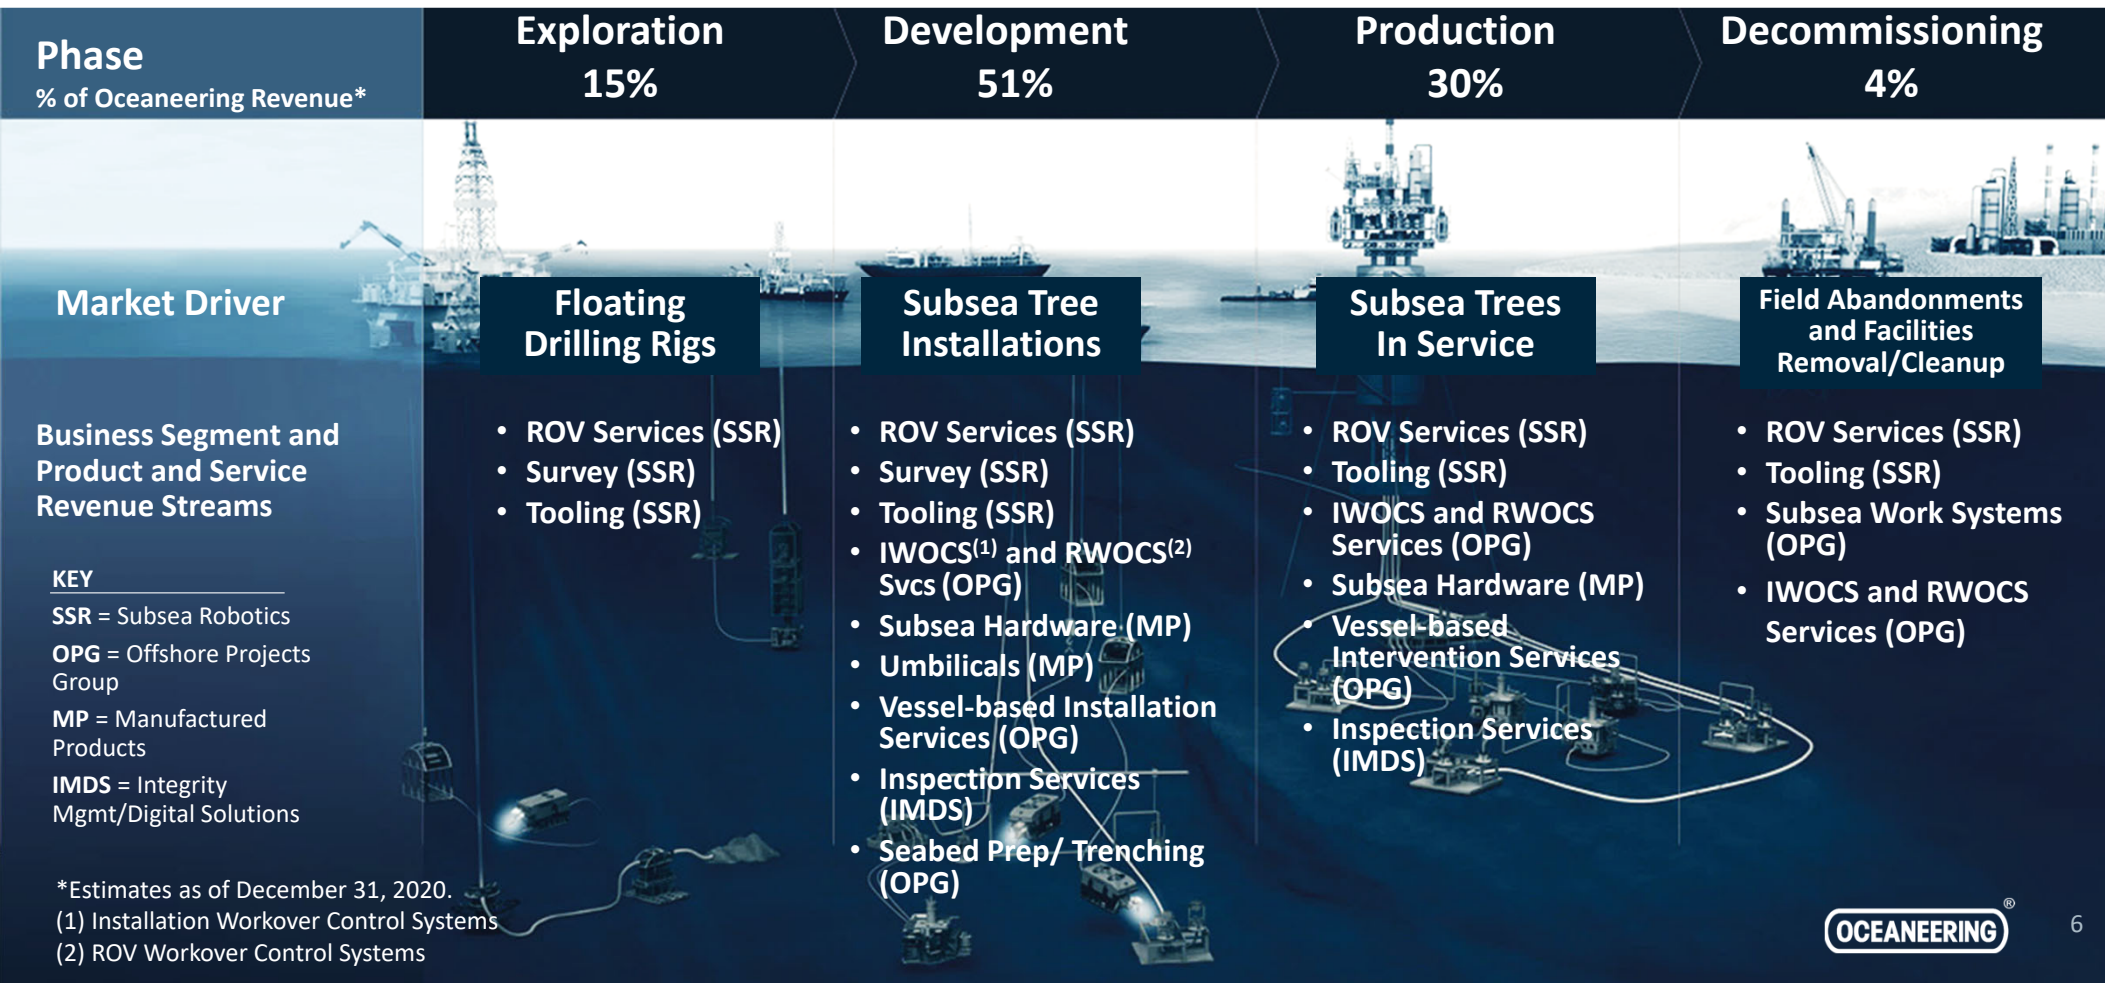 Phase
% of Oceaneering Revenue*
Exploration
15%
Development
51%
Production
30%
Decommissioning
4%
Market Driver
Floating
Drilling Rigs
Subsea Tree
Installations
Subsea Trees
In Service
Field Abandonments
and Facilities
Removal/Cleanup
Business Segment and
Product and Service
Revenue Streams
• ROV Services (SSR)
• Survey (SSR)
• Tooling (SSR)
• ROV Services (SSR)
• Survey (SSR)
• Tooling (SSR)
• IWOCS(1) and RWOCS(2)
Svcs (OPG)
• Subsea Hardware (MP)
• Umbilicals (MP)
• Vessel-based Installation
Services (OPG)
• Inspection Services
(IMDS)
• Seabed Prep/ Trenching
(OPG)
• ROV Services (SSR)
• Tooling (SSR)
• IWOCS and RWOCS
Services (OPG)
• Subsea Hardware (MP)
• Vessel-based
Intervention Services
(OPG)
• Inspection Services
(IMDS)
• ROV Services (SSR)
• Tooling (SSR)
• Subsea Work Systems
(OPG)
• IWOCS and RWOCS
Services (OPG)
KEY
SSR = Subsea Robotics
OPG = Offshore Projects
Group
MP = Manufactured
Products
IMDS = Integrity
Mgmt/Digital Solutions
*Estimates as of December 31, 2020.
(1) Installation Workover Control Systems
(2) ROV Workover Control Systems
OCEANEERING®
6